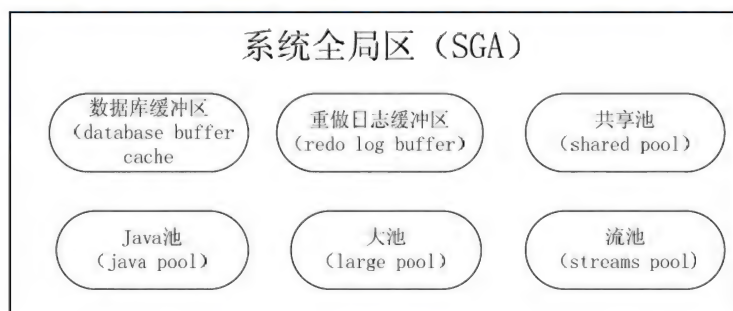 系统全局区（SGA）
数据库缓冲区
（database buffer
cache
重做日志缓冲区
（redo log buffer）
共享池
（shared pool）
Java池
（java pool）
大池
（large pool）
流池
（streams pool）